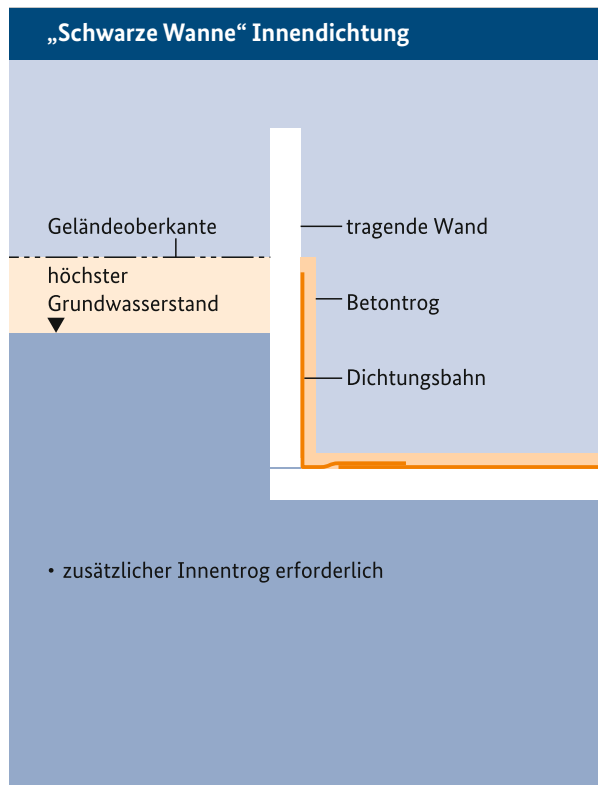 „Schwarze Wanne“ Innendichtung
Geländeoberkante
tragende Wand
höchster
Grundwasserstand
Betontrog
Dichtungsbahn
• zusätzlicher Innentrog erforderlich